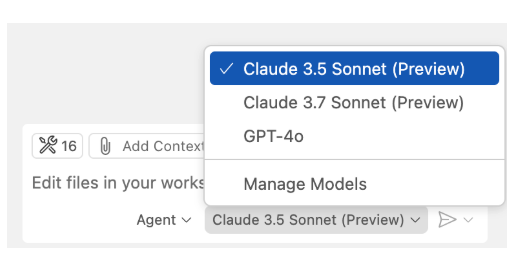 ✓ Claude 3.5 Sonnet (Preview)
Claude 3.7 Sonnet (Preview)
GPT-4o
Manage Models
16 Add Context
Edit files in your works
Agent Claude 3.5 Sonnet (Preview)